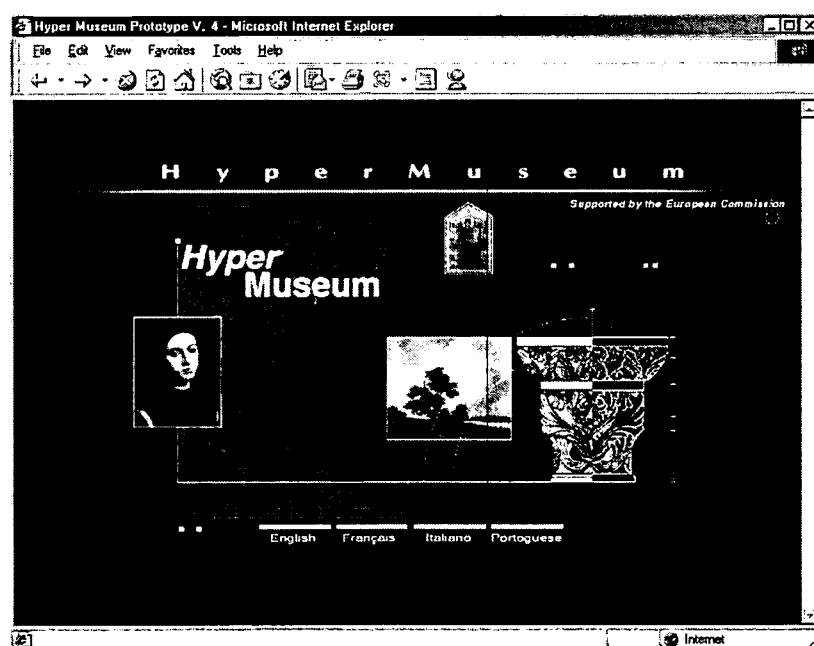 Hyper Museum Prototype V. 4 - Microsoft Internet Explorer
File Edit View Favorites Tools Help
HyperMuseum
Supported by the European Commission
Hyper
Museum
English Français Italiano Portoguese
Internet